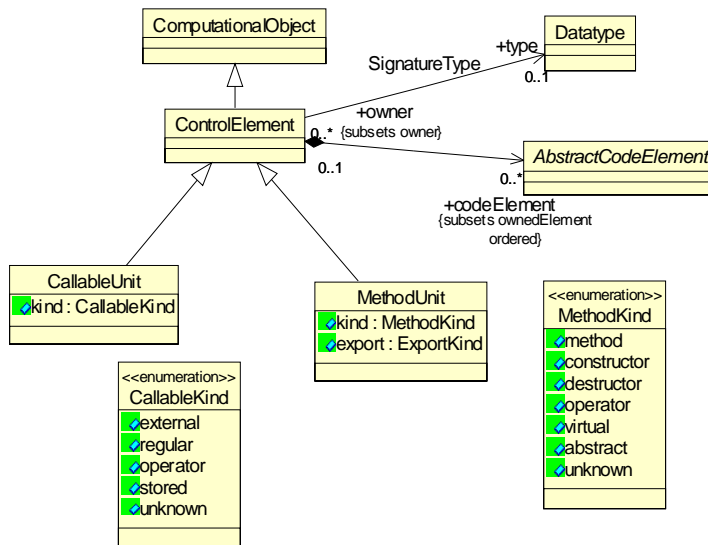 ComputationalObject
Datatype
+type
SignatureType
0..1
ControlElement
+owner
0..*
{subsets owner}
0..1
AbstractCodeElement
0..*
+codeElement
{subsets ownedElement
ordered}
CallableUnit
kind : CallableKind
MethodUnit
kind : MethodKind
export : ExportKind
<<enumeration>>
MethodKind
method
constructor
destructor
operator
virtual
abstract
unknown
<<enumeration>>
CallableKind
external
regular
operator
stored
unknown